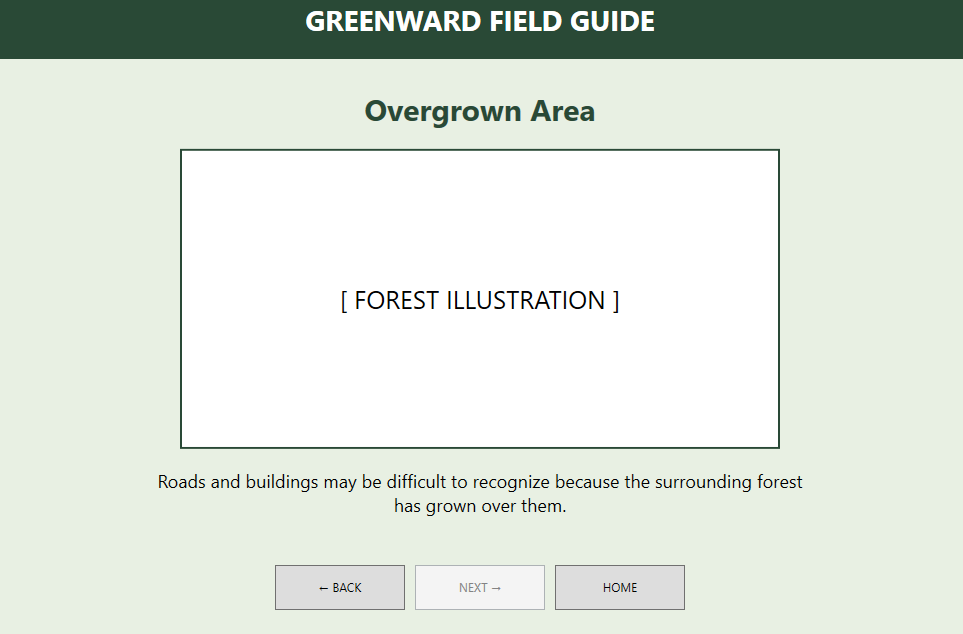 GREENWARD FIELD GUIDE
Overgrown Area
[ FOREST ILLUSTRATION ]
Roads and buildings may be difficult to recognize because the surrounding forest
has grown over them.
← BACK
NEXT →
HOME